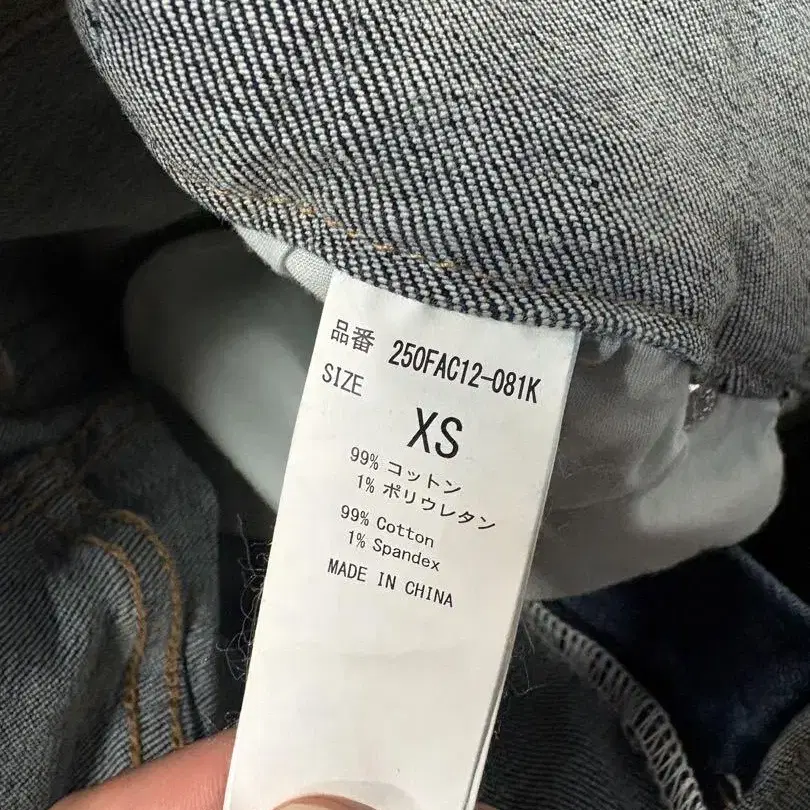 品番 250FAC12-081K
SIZE
XS
99% コットン
1% ポリウレタン
99% Cotton
1% Spandex
MADE IN CHINA